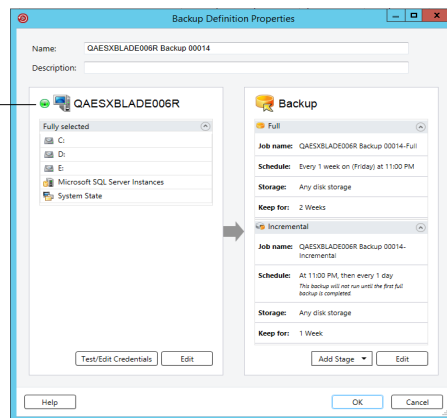 Backup Definition Properties
Name: QAESXBLADE006R Backup 00014
Description:
QAESXBLADE006R
Fully selected
C:
D:
E:
Microsoft SQL Server Instances
System State
Test/Edit Credentials Edit
Backup
Full
Job name: QAESXBLADE006R Backup 00014-Full
Schedule: Every 1 week on (Friday) at 11:00 PM
Storage: Any disk storage
Keep for: 2 Weeks
Incremental
Job name: QAESXBLADE006R Backup 00014-
Incremental
Schedule: At 11:00 PM, then every 1 day
This backup will not run until the first full
backup is completed.
Storage: Any disk storage
Keep for: 1 Week
Add Stage Edit
Help OK Cancel